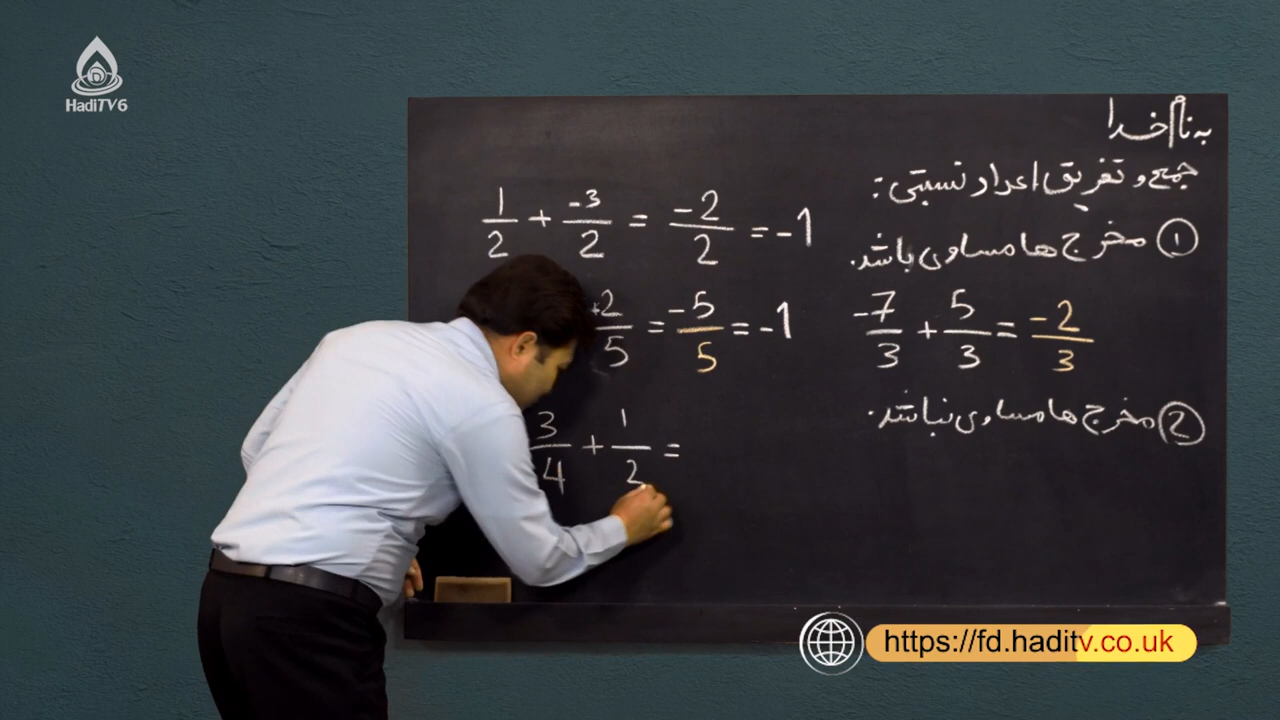 HadiTV6
به نام خدا
جمع و تفریق اعداد نسبتی :
۱ مخرج ها مساوی باشد.
-7/3 + 5/3 = -2/3
2 مخرج ها مساوی نباشد.
1/2 + -3/2 = -2/2 = -1
+2/5 = -5/5 = -1
3/4 + 1/2 =
https://fd.haditv.co.uk